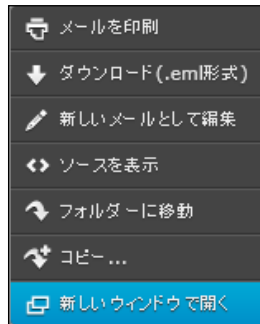 メールを印刷
ダウンロード(.eml形式)
新しいメールとして編集
ソースを表示
フォルダーに移動
コピー...
新しいウィンドウで開く